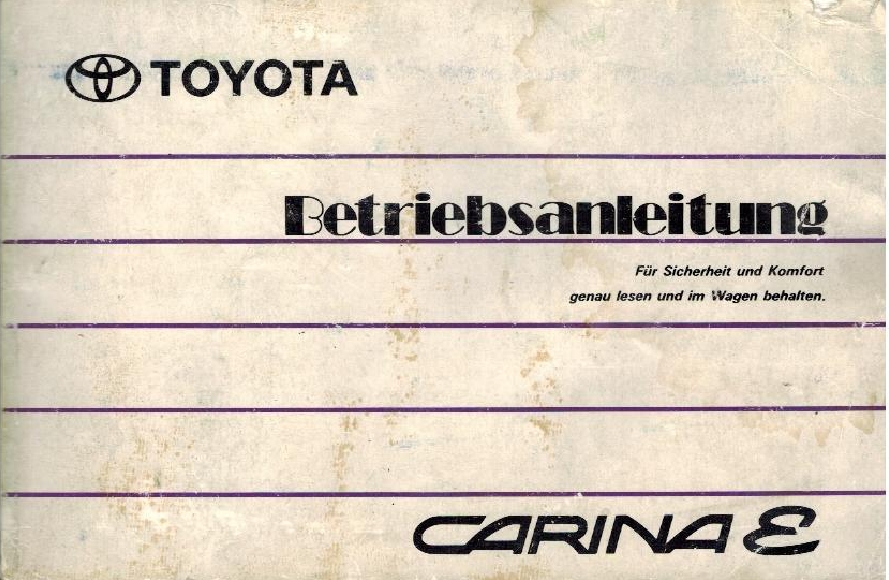 TOYOTA
Betriebsanleitung
Für Sicherheit und Komfort
genau lesen und im Wagen behalten.
CARINA E